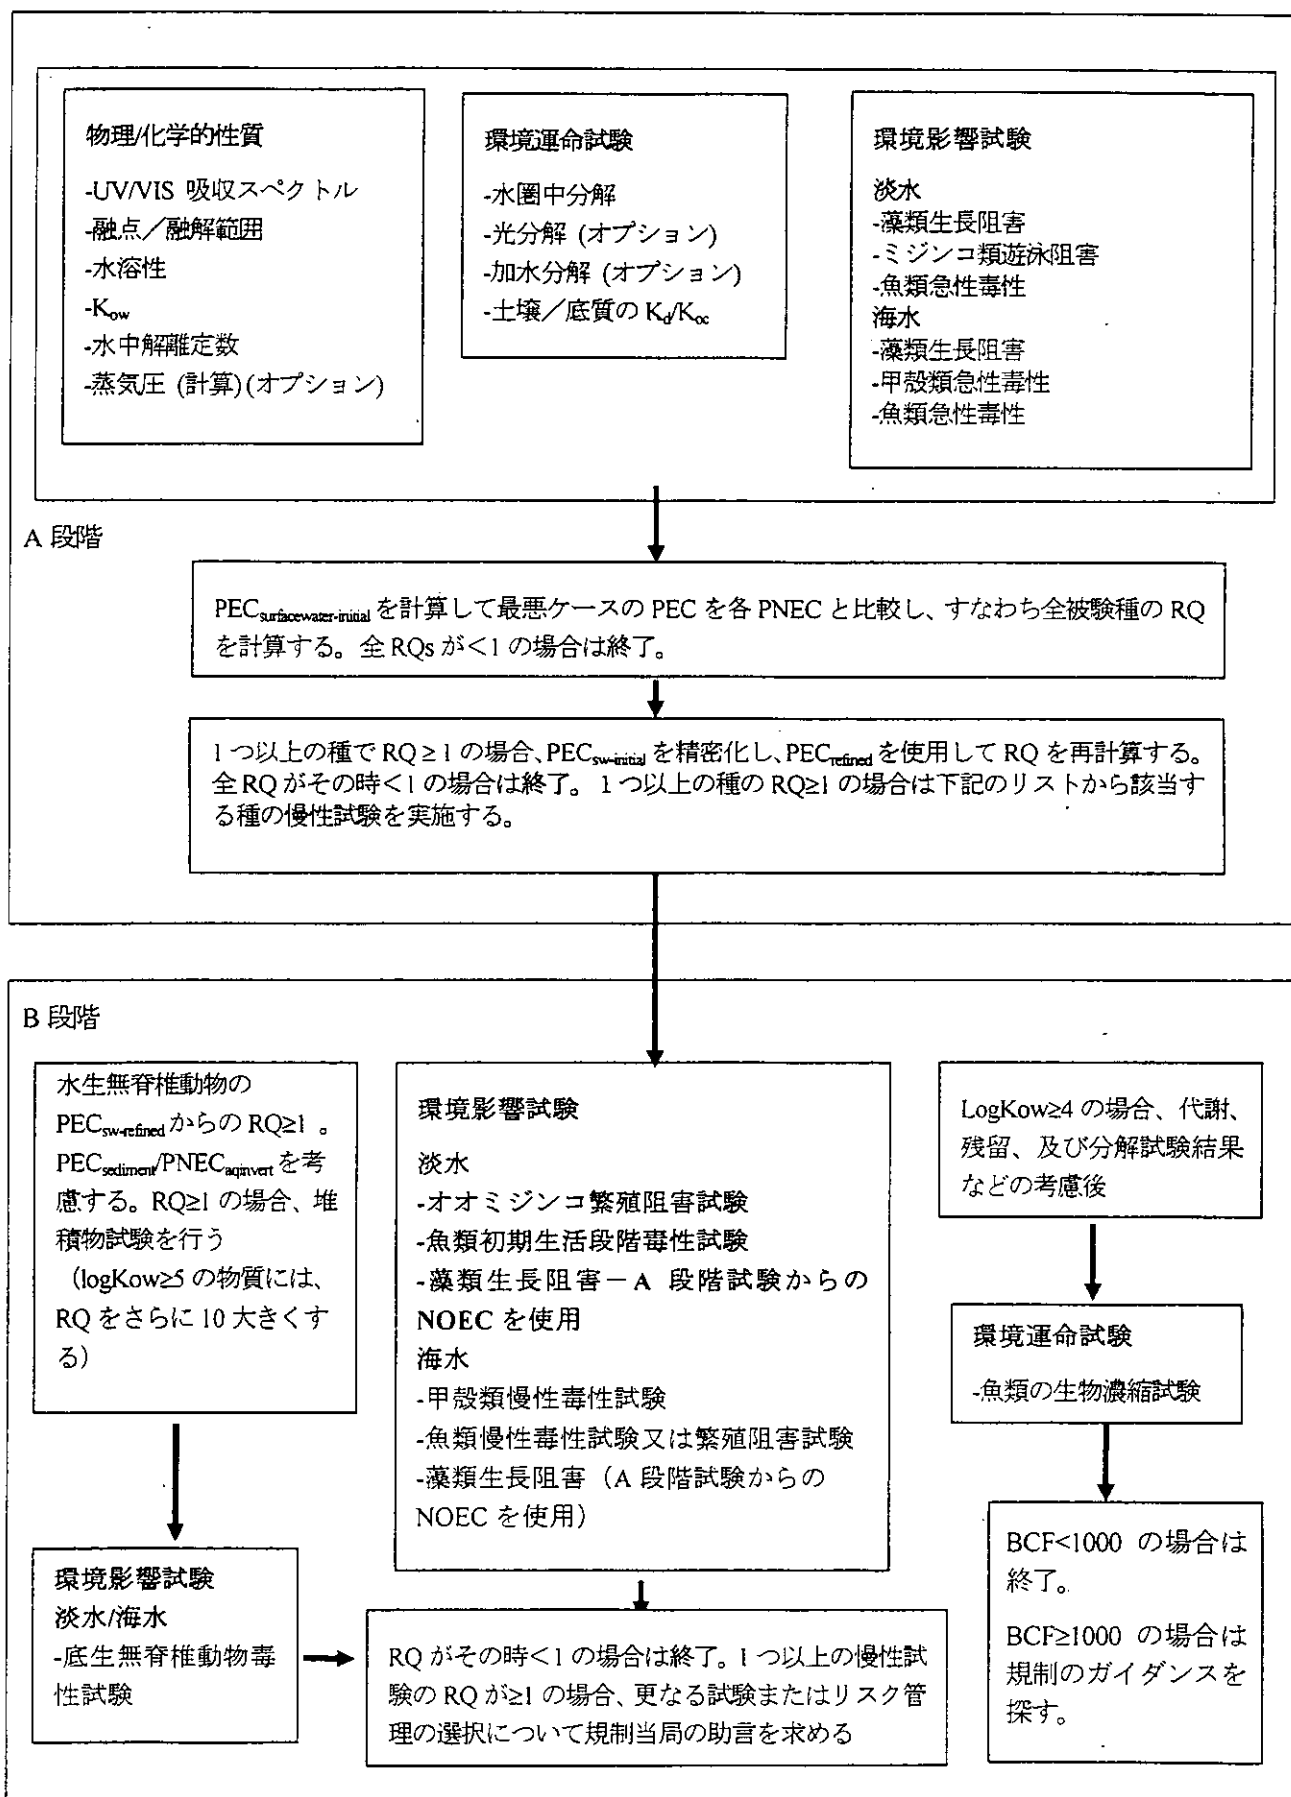 物理/化学的性質
-UV/VIS 吸収スペクトル
-融点／融解範囲
-水溶性
-Kow
-水中解離定数
-蒸気圧 (計算)(オプション)
環境運命試験
-水圏中分解
-光分解 (オプション)
-加水分解 (オプション)
-土壌／底質の Kd/Koc
環境影響試験
淡水
-藻類生長阻害
-ミジンコ類遊泳阻害
-魚類急性毒性
海水
-藻類生長阻害
-甲殻類急性毒性
-魚類急性毒性
A 段階
PECsurfacewater-initial を計算して最悪ケースの PEC を各 PNEC と比較し、すなわち全被験種の RQ
を計算する。全 RQs が<1 の場合は終了。
1 つ以上の種で RQ ≥ 1 の場合、PECsw-initial を精密化し、PECrefined を使用して RQ を再計算する。
全 RQ がその時<1 の場合は終了。1 つ以上の種の RQ≥1 の場合は下記のリストから該当す
る種の慢性試験を実施する。
B 段階
水生無脊椎動物の
PECsw-refined からの RQ≥1 。
PECsediment/PNECaqinvert を考
慮する。RQ≥1 の場合、堆
積物試験を行う
（logKow≥5 の物質には、
RQ をさらに 10 大きくす
る）
環境影響試験
淡水/海水
-底生無脊椎動物毒
性試験
環境影響試験
淡水
-オオミジンコ繁殖阻害試験
-魚類初期生活段階毒性試験
-藻類生長阻害－A 段階試験からの
NOEC を使用
海水
-甲殻類慢性毒性試験
-魚類慢性毒性試験又は繁殖阻害試験
-藻類生長阻害（A 段階試験からの
NOEC を使用）
RQ がその時<1 の場合は終了。1 つ以上の慢性試
験の RQ が≥1 の場合、更なる試験またはリスク管
理の選択について規制当局の助言を求める
LogKow≥4 の場合、代謝、
残留、及び分解試験結果
などの考慮後
環境運命試験
-魚類の生物濃縮試験
BCF<1000 の場合は
終了。
BCF≥1000 の場合は
規制のガイダンスを
探す。